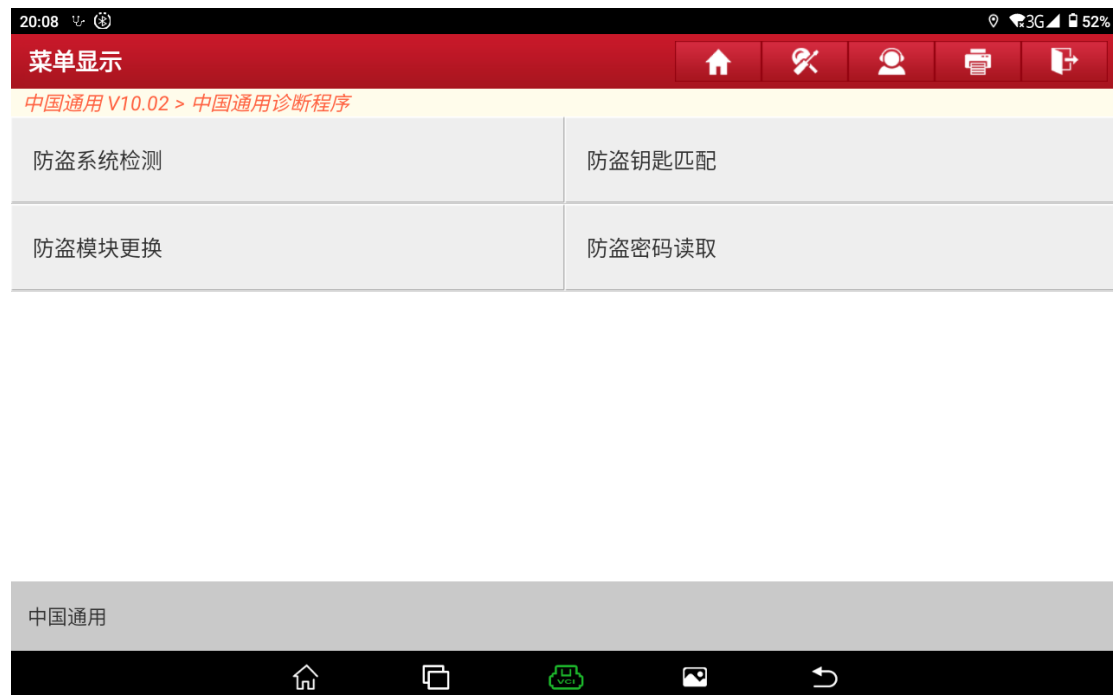 20:08 3G 52%
菜单显示
中国通用 V10.02 > 中国通用诊断程序
防盗系统检测 防盗钥匙匹配
防盗模块更换 防盗密码读取
中国通用
VCI